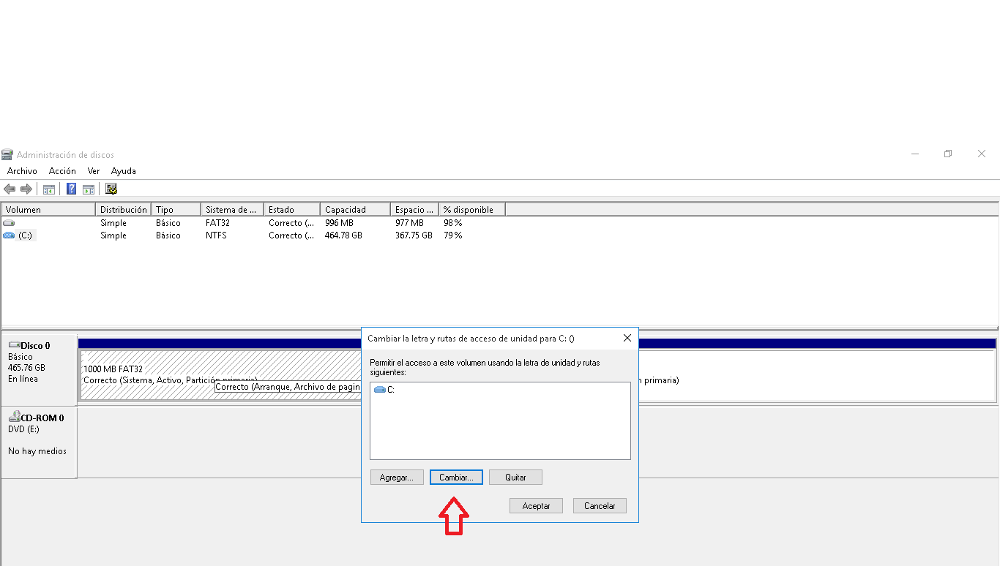 Administración de discos
Archivo Acción Ver Ayuda
Volumen Distribución Tipo Sistema de ... Estado Capacidad Espacio ... % disponible
Simple Básico FAT32 Correcto (... 996 MB 977 MB 98 %
(C:) Simple Básico NTFS Correcto (... 464.78 GB 367.75 GB 79 %
Disco 0
Básico
465.76 GB
En línea
1000 MB FAT32
Correcto (Sistema, Activo, Partición primaria)
Correcto (Arranque, Archivo de pagin
n primaria)
CD-ROM 0
DVD (E:)
No hay medios
Cambiar la letra y rutas de acceso de unidad para C: ()
Permitir el acceso a este volumen usando la letra de unidad y rutas
siguientes:
C:
Agregar... Cambiar... Quitar
Aceptar Cancelar